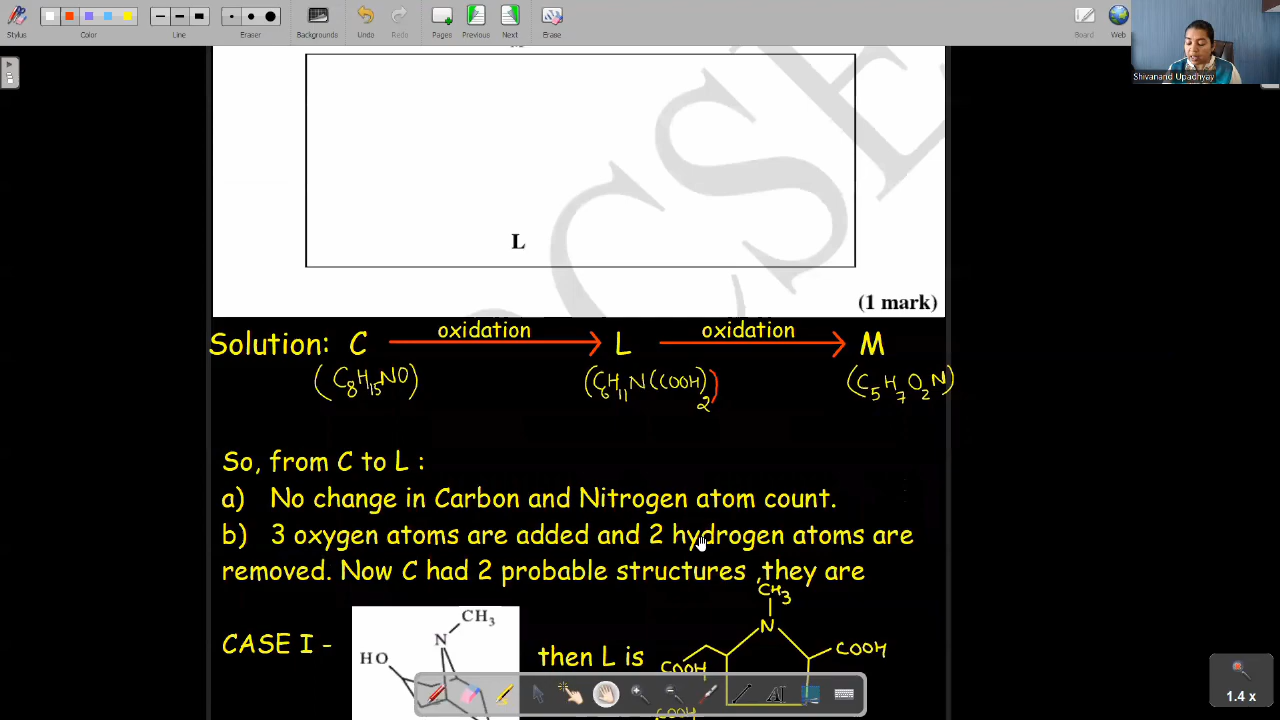 Stylus
Color
Line
Eraser
Backgrounds
Undo
Redo
Pages
Previous
Next
Erase
Board
Web
Shivanand Upadhyay
L
(1 mark)
Solution: C oxidation L oxidation M
(C8H15NO) (C6H11N(COOH)2) (C5H7O2N)
So, from C to L :
a) No change in Carbon and Nitrogen atom count.
b) 3 oxygen atoms are added and 2 hydrogen atoms are
removed. Now C had 2 probable structures ,they are
CH3
CASE I -
CH3
N
HO
then L is
N
COOH
COOH
COOH
1.4 x